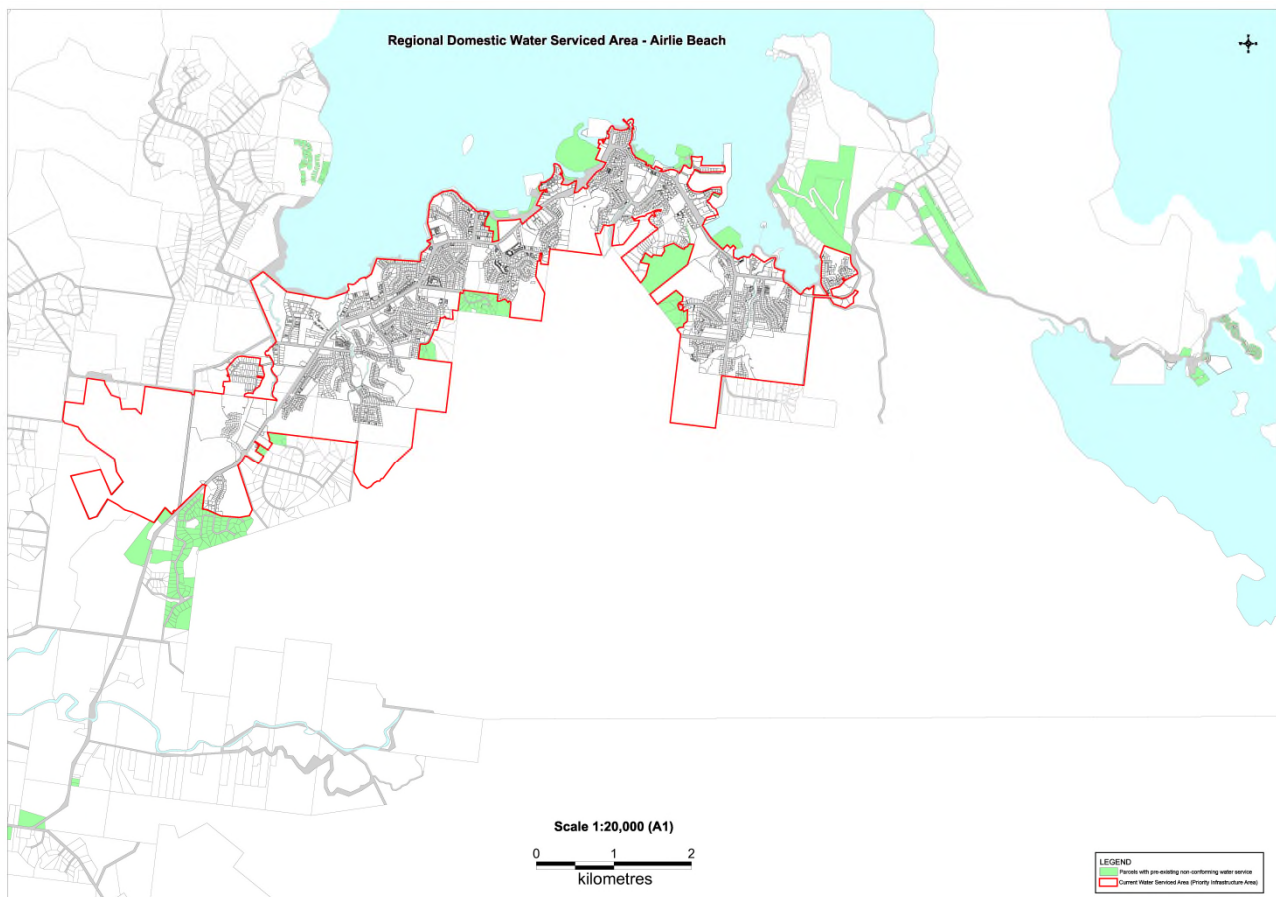 Regional Domestic Water Serviced Area - Airlie Beach
Scale 1:20,000 (A1)
0 1 2
kilometres
LEGEND
Parcels with pre-existing non-conforming water service
Current Water Serviced Area (Priority Infrastructure Area)